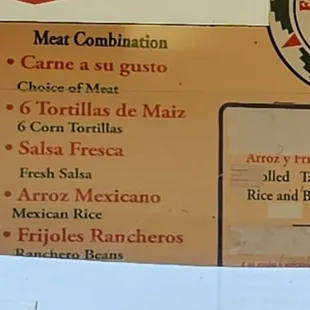 Meat Combination
• Carne a su gusto
Choice of Meat
• 6 Tortillas de Maiz
6 Corn Tortillas
• Salsa Fresca
Fresh Salsa
• Arroz Mexicano
Mexican Rice
• Frijoles Rancheros
Ranchero Beans
Arroz y
Rice and